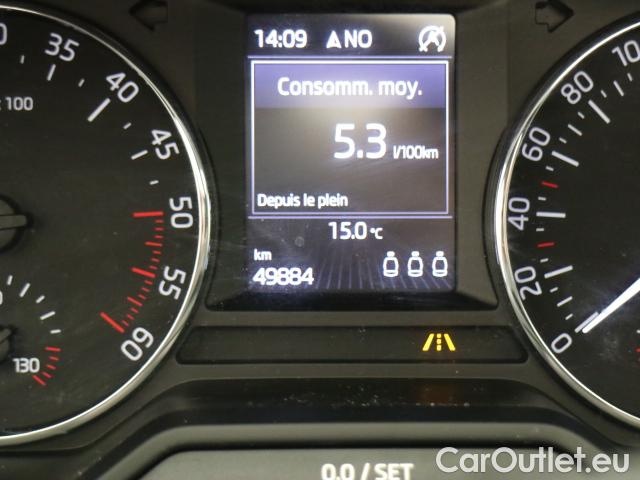 14:09 NO
Consomm. moy.
5.3 l/100km
Depuis le plein
15.0 °C
km
49884
35
40
45
50
55
60
100
130
0
20
40
60
80
0.0 / SET
CarOutlet.eu